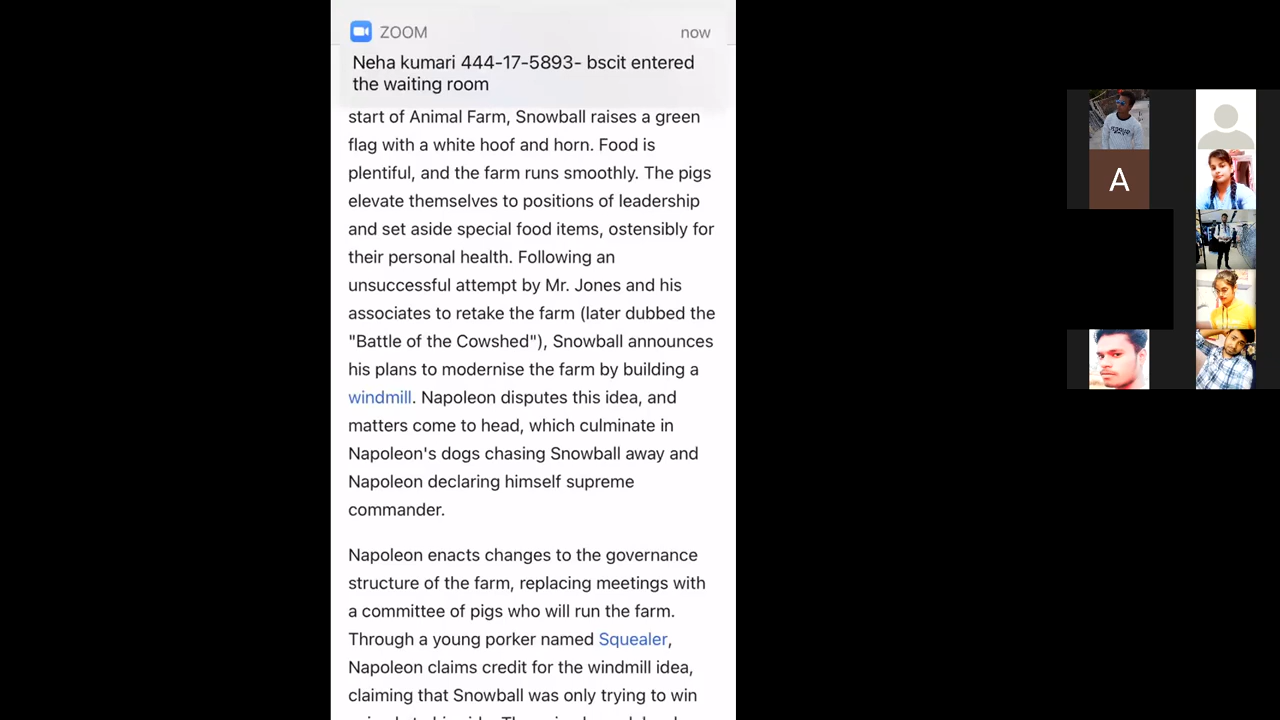 ZOOM
now
Neha kumari 444-17-5893- bscit entered
the waiting room
start of Animal Farm, Snowball raises a green
flag with a white hoof and horn. Food is
plentiful, and the farm runs smoothly. The pigs
elevate themselves to positions of leadership
and set aside special food items, ostensibly for
their personal health. Following an
unsuccessful attempt by Mr. Jones and his
associates to retake the farm (later dubbed the
"Battle of the Cowshed"), Snowball announces
his plans to modernise the farm by building a
windmill. Napoleon disputes this idea, and
matters come to head, which culminate in
Napoleon's dogs chasing Snowball away and
Napoleon declaring himself supreme
commander.
Napoleon enacts changes to the governance
structure of the farm, replacing meetings with
a committee of pigs who will run the farm.
Through a young porker named Squealer,
Napoleon claims credit for the windmill idea,
claiming that Snowball was only trying to win
A